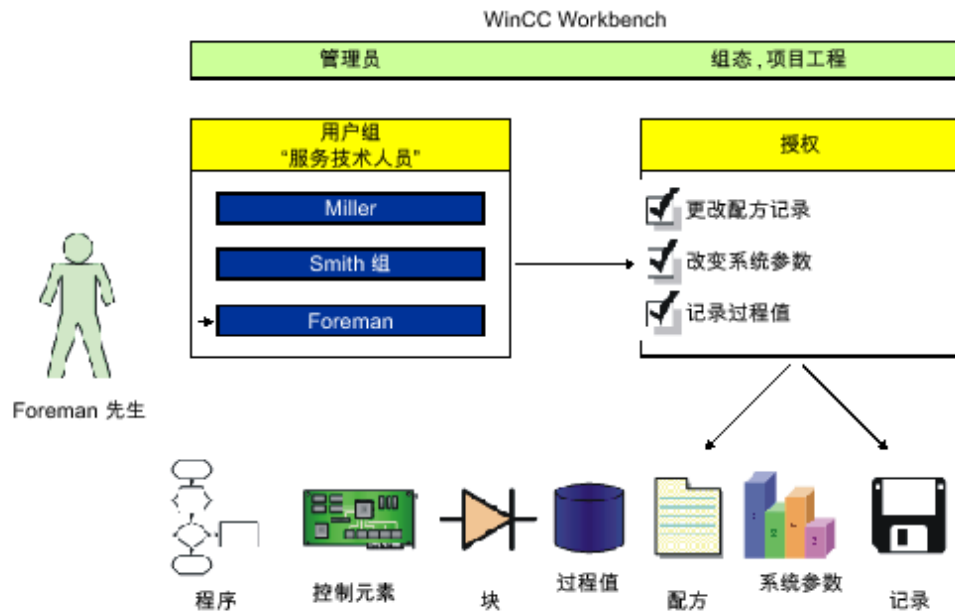 WinCC Workbench
管理员
组态,项目工程
用户组
“服务技术人员”
授权
Miller
Smith 组
Foreman
更改配方记录
改变系统参数
记录过程值
Foreman 先生
程序
控制元素
块
过程值
配方
系统参数
记录